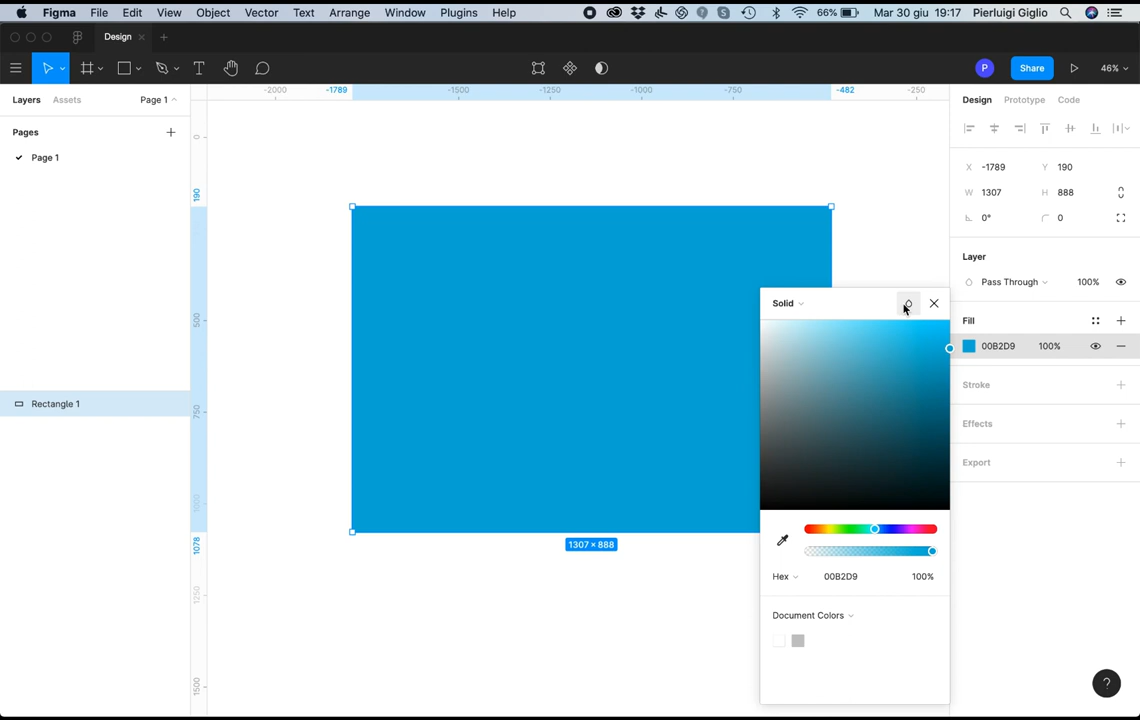 Figma File Edit View Object Vector Text Arrange Window Plugins Help 66% Mar 30 giu 19:17 Pierluigi Giglio
Design
P Share 46%
Layers Assets Page 1
-2000 -1789 -1500 -1250 -1000 -750 -482 -250
Design Prototype Code
Pages
0
Page 1
X -1789 Y 190
190
W 1307 H 888
0° 0
Layer
Pass Through 100%
Solid
500
Fill
00B2D9 100%
Stroke
Rectangle 1
750
Effects
Export
1000
1078
1307 × 888
Hex 00B2D9 100%
1250
Document Colors
1500
?